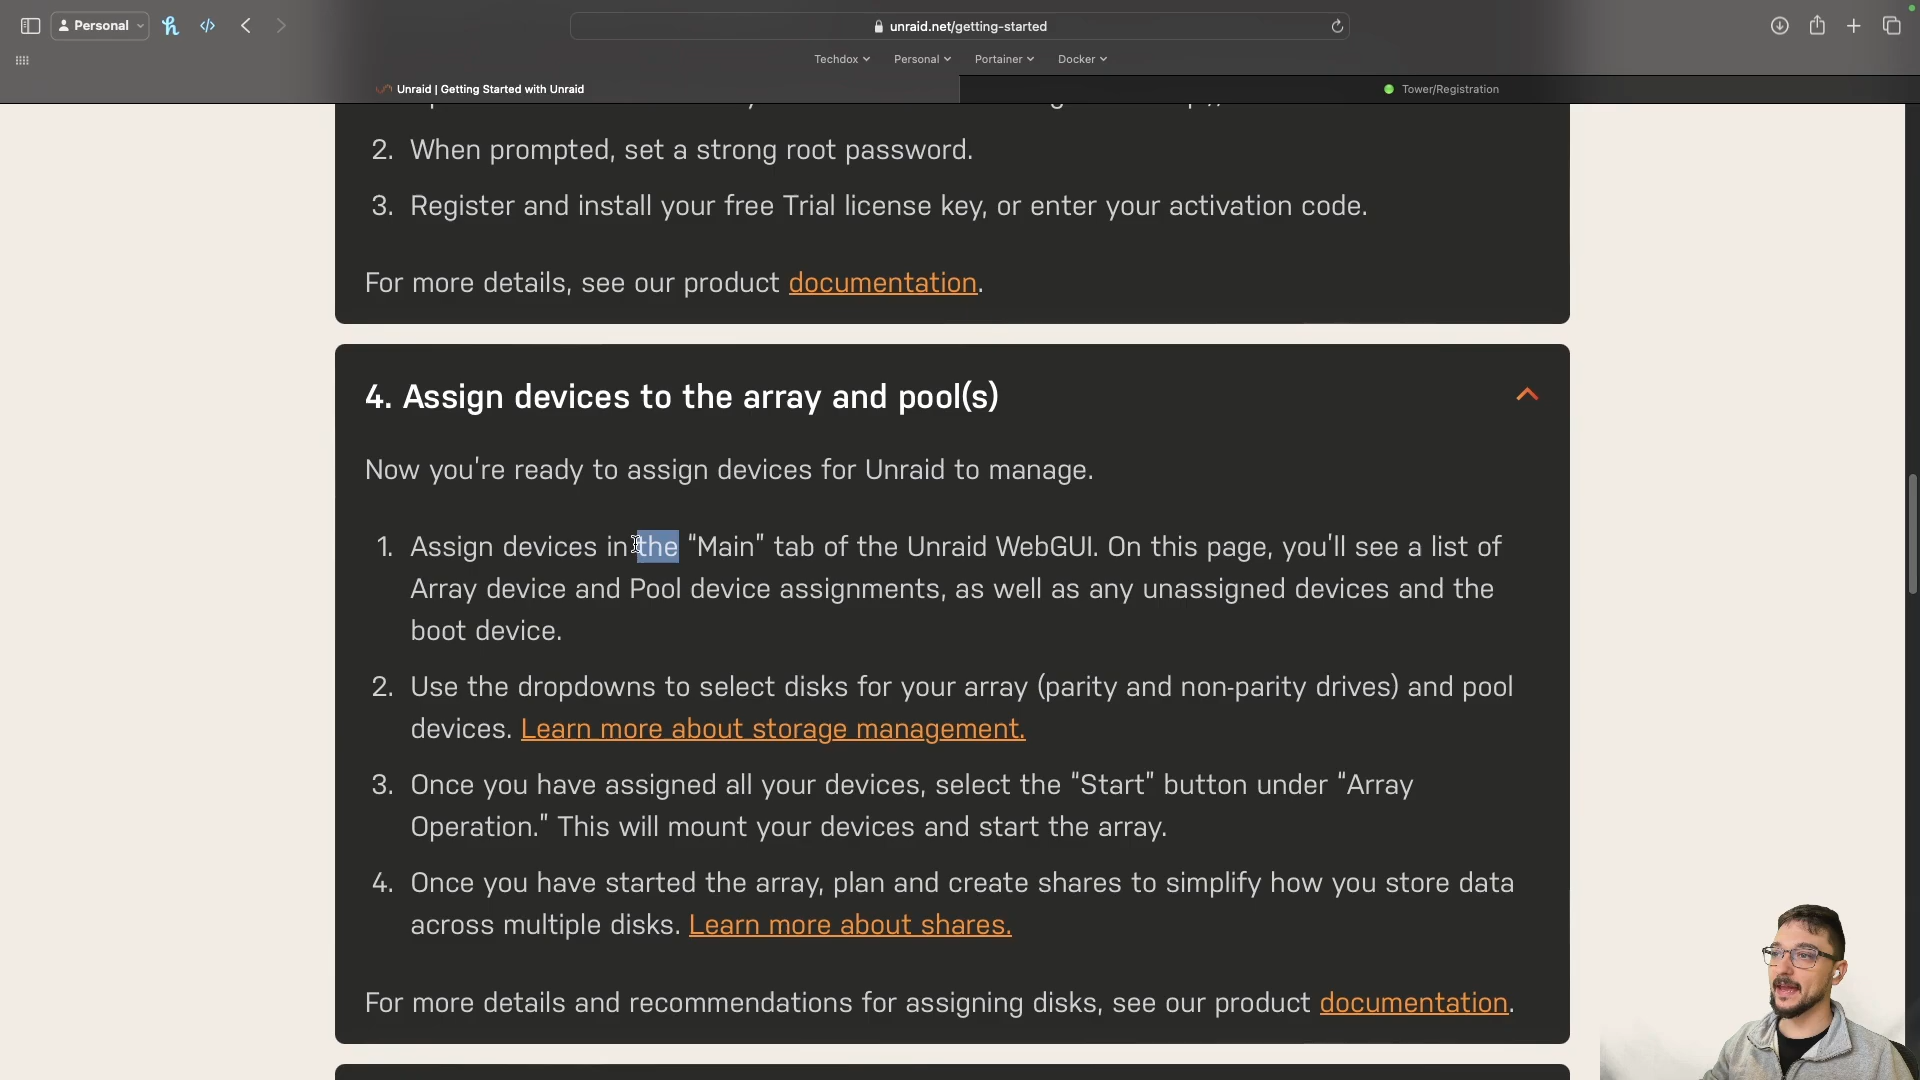 Personal
unraid.net/getting-started
Techdox
Personal
Portainer
Docker
Unraid | Getting Started with Unraid
Tower/Registration
2. When prompted, set a strong root password.
3. Register and install your free Trial license key, or enter your activation code.
For more details, see our product documentation.
4. Assign devices to the array and pool(s)
Now you're ready to assign devices for Unraid to manage.
1. Assign devices in the “Main” tab of the Unraid WebGUI. On this page, you'll see a list of
Array device and Pool device assignments, as well as any unassigned devices and the
boot device.
2. Use the dropdowns to select disks for your array (parity and non-parity drives) and pool
devices. Learn more about storage management.
3. Once you have assigned all your devices, select the “Start” button under “Array
Operation.” This will mount your devices and start the array.
4. Once you have started the array, plan and create shares to simplify how you store data
across multiple disks. Learn more about shares.
For more details and recommendations for assigning disks, see our product documentation.